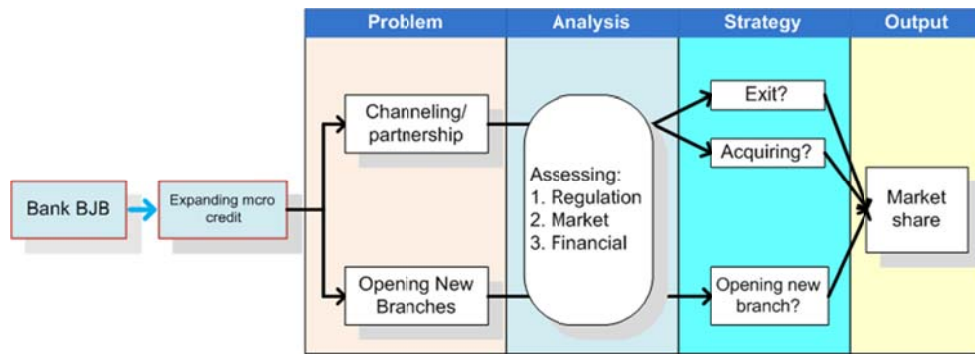 Problem
Analysis
Strategy
Output
Bank BJB
Expanding mcro
credit
Channeling/
partnership
Opening New
Branches
Assessing:
1. Regulation
2. Market
3. Financial
Exit?
Acquiring?
Opening new
branch?
Market
share